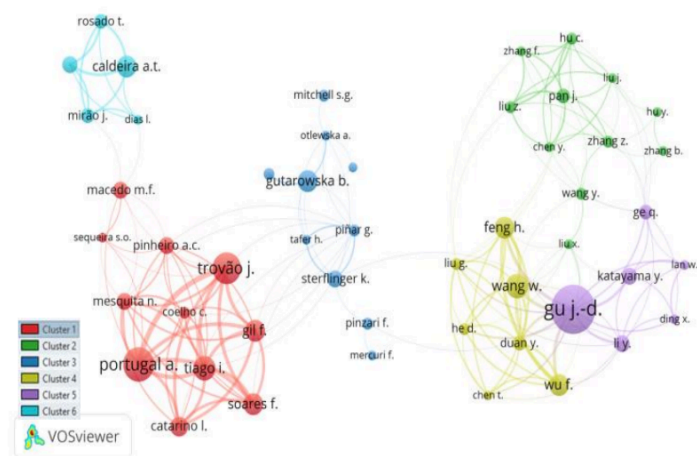 rosado t.
caldeira a.t.
mirão j.
dias l.
macedo m.f.
sequeira s.o.
pinheiro a.c.
trovão j.
mesquita n.
coelho c.
gil f.
portugal a.
tiago i.
soares f.
catarino l.
mitchell s.g.
otlewska a.
gutarowska b.
tafer h.
piñar g.
sterflinger k.
pinzari f.
mercuri f.
hu c.
zhang f.
liu j.
pan j.
liu z.
hu y.
zhang z.
chen y.
zhang b.
wang y.
liu x.
ge q.
feng h.
liu g.
lan w.
katayama y.
wang w.
gu j.-d.
ding x.
he d.
duan y.
li y.
wu f.
chen t.
Cluster 1
Cluster 2
Cluster 3
Cluster 4
Cluster 5
Cluster 6
VOSviewer